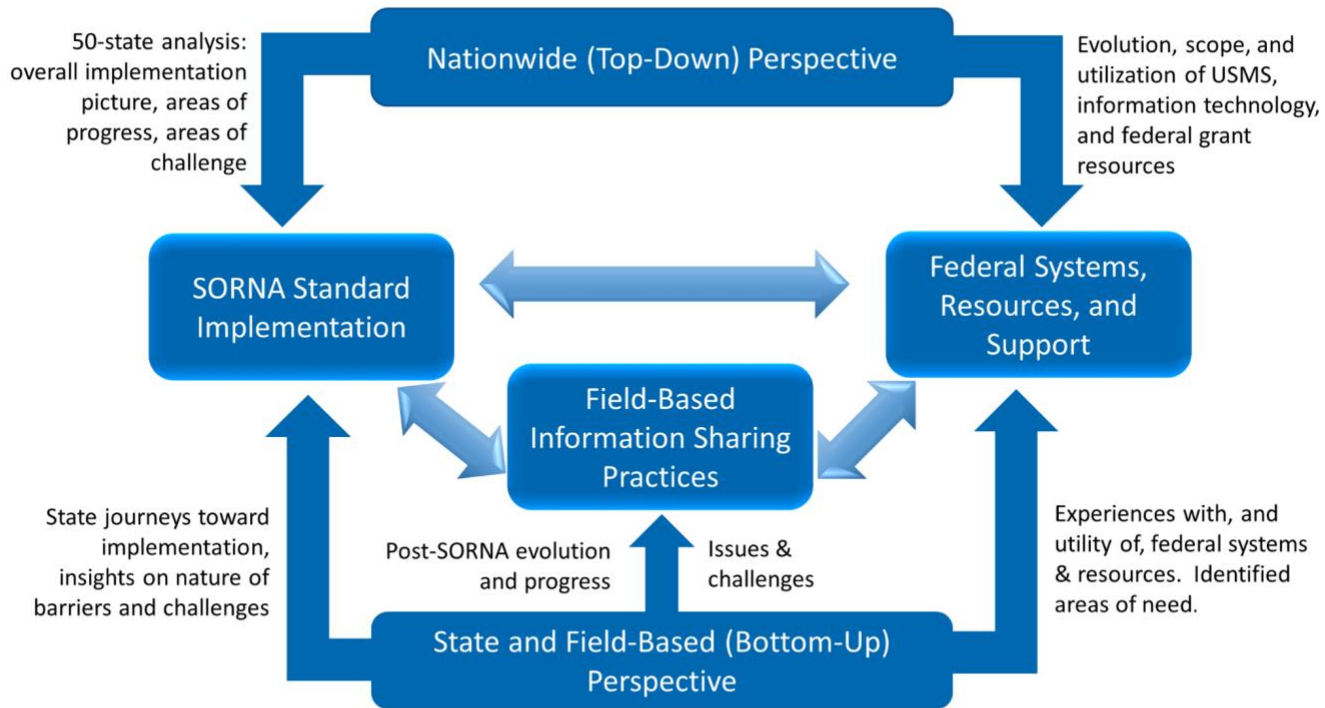 50-state analysis:
overall implementation
picture, areas of
progress, areas of
challenge
Nationwide (Top-Down) Perspective
Evolution, scope, and
utilization of USMS,
information technology,
and federal grant
resources
SORNA Standard
Implementation
Federal Systems,
Resources, and
Support
Field-Based
Information Sharing
Practices
State journeys toward
implementation,
insights on nature of
barriers and challenges
Post-SORNA evolution
and progress
Issues &
challenges
Experiences with, and
utility of, federal systems
& resources.  Identified
areas of need.
State and Field-Based (Bottom-Up)
Perspective